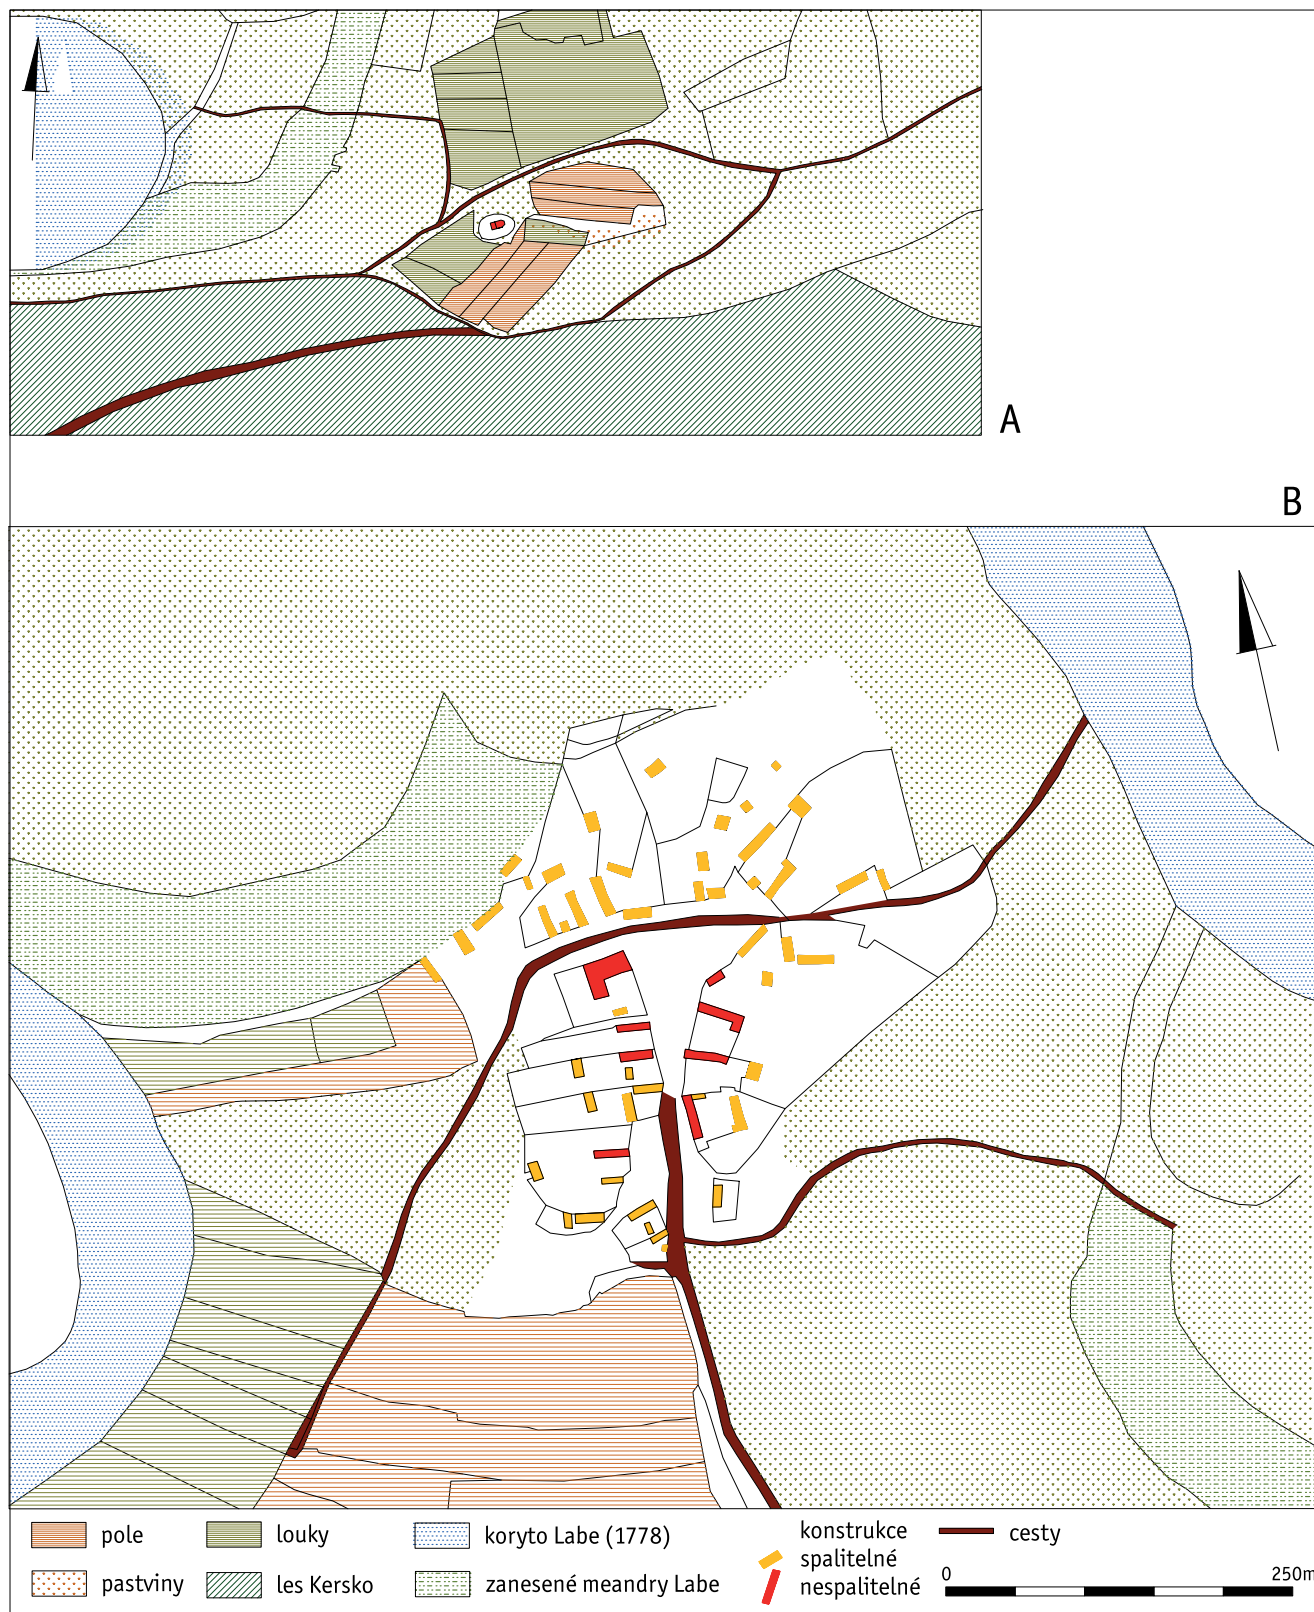 A
B
pole
louky
koryto Labe (1778)
konstrukce
spalitelné
nespalitelné
cesty
pastviny
les Kersko
zanesené meandry Labe
0 250m